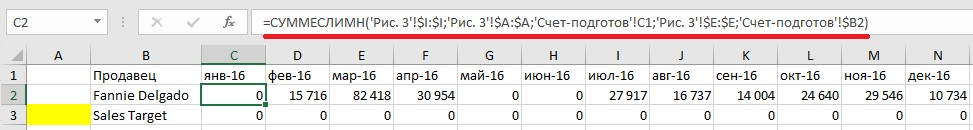 C2 fx =СУММЕСЛИМН('Рис. 3'!$I:$I;'Рис. 3'!$A:$A;'Счет-подготов'!C1;'Рис. 3'!$E:$E;'Счет-подготов'!$B2)
A B C D E F G H I J K L M N
1 Продавец янв-16 фев-16 мар-16 апр-16 май-16 июн-16 июл-16 авг-16 сен-16 окт-16 ноя-16 дек-16
2 Fannie Delgado 0 15 716 82 418 30 954 0 0 27 917 16 737 14 004 24 640 29 546 10 734
3 Sales Target 0 0 0 0 0 0 0 0 0 0 0 0